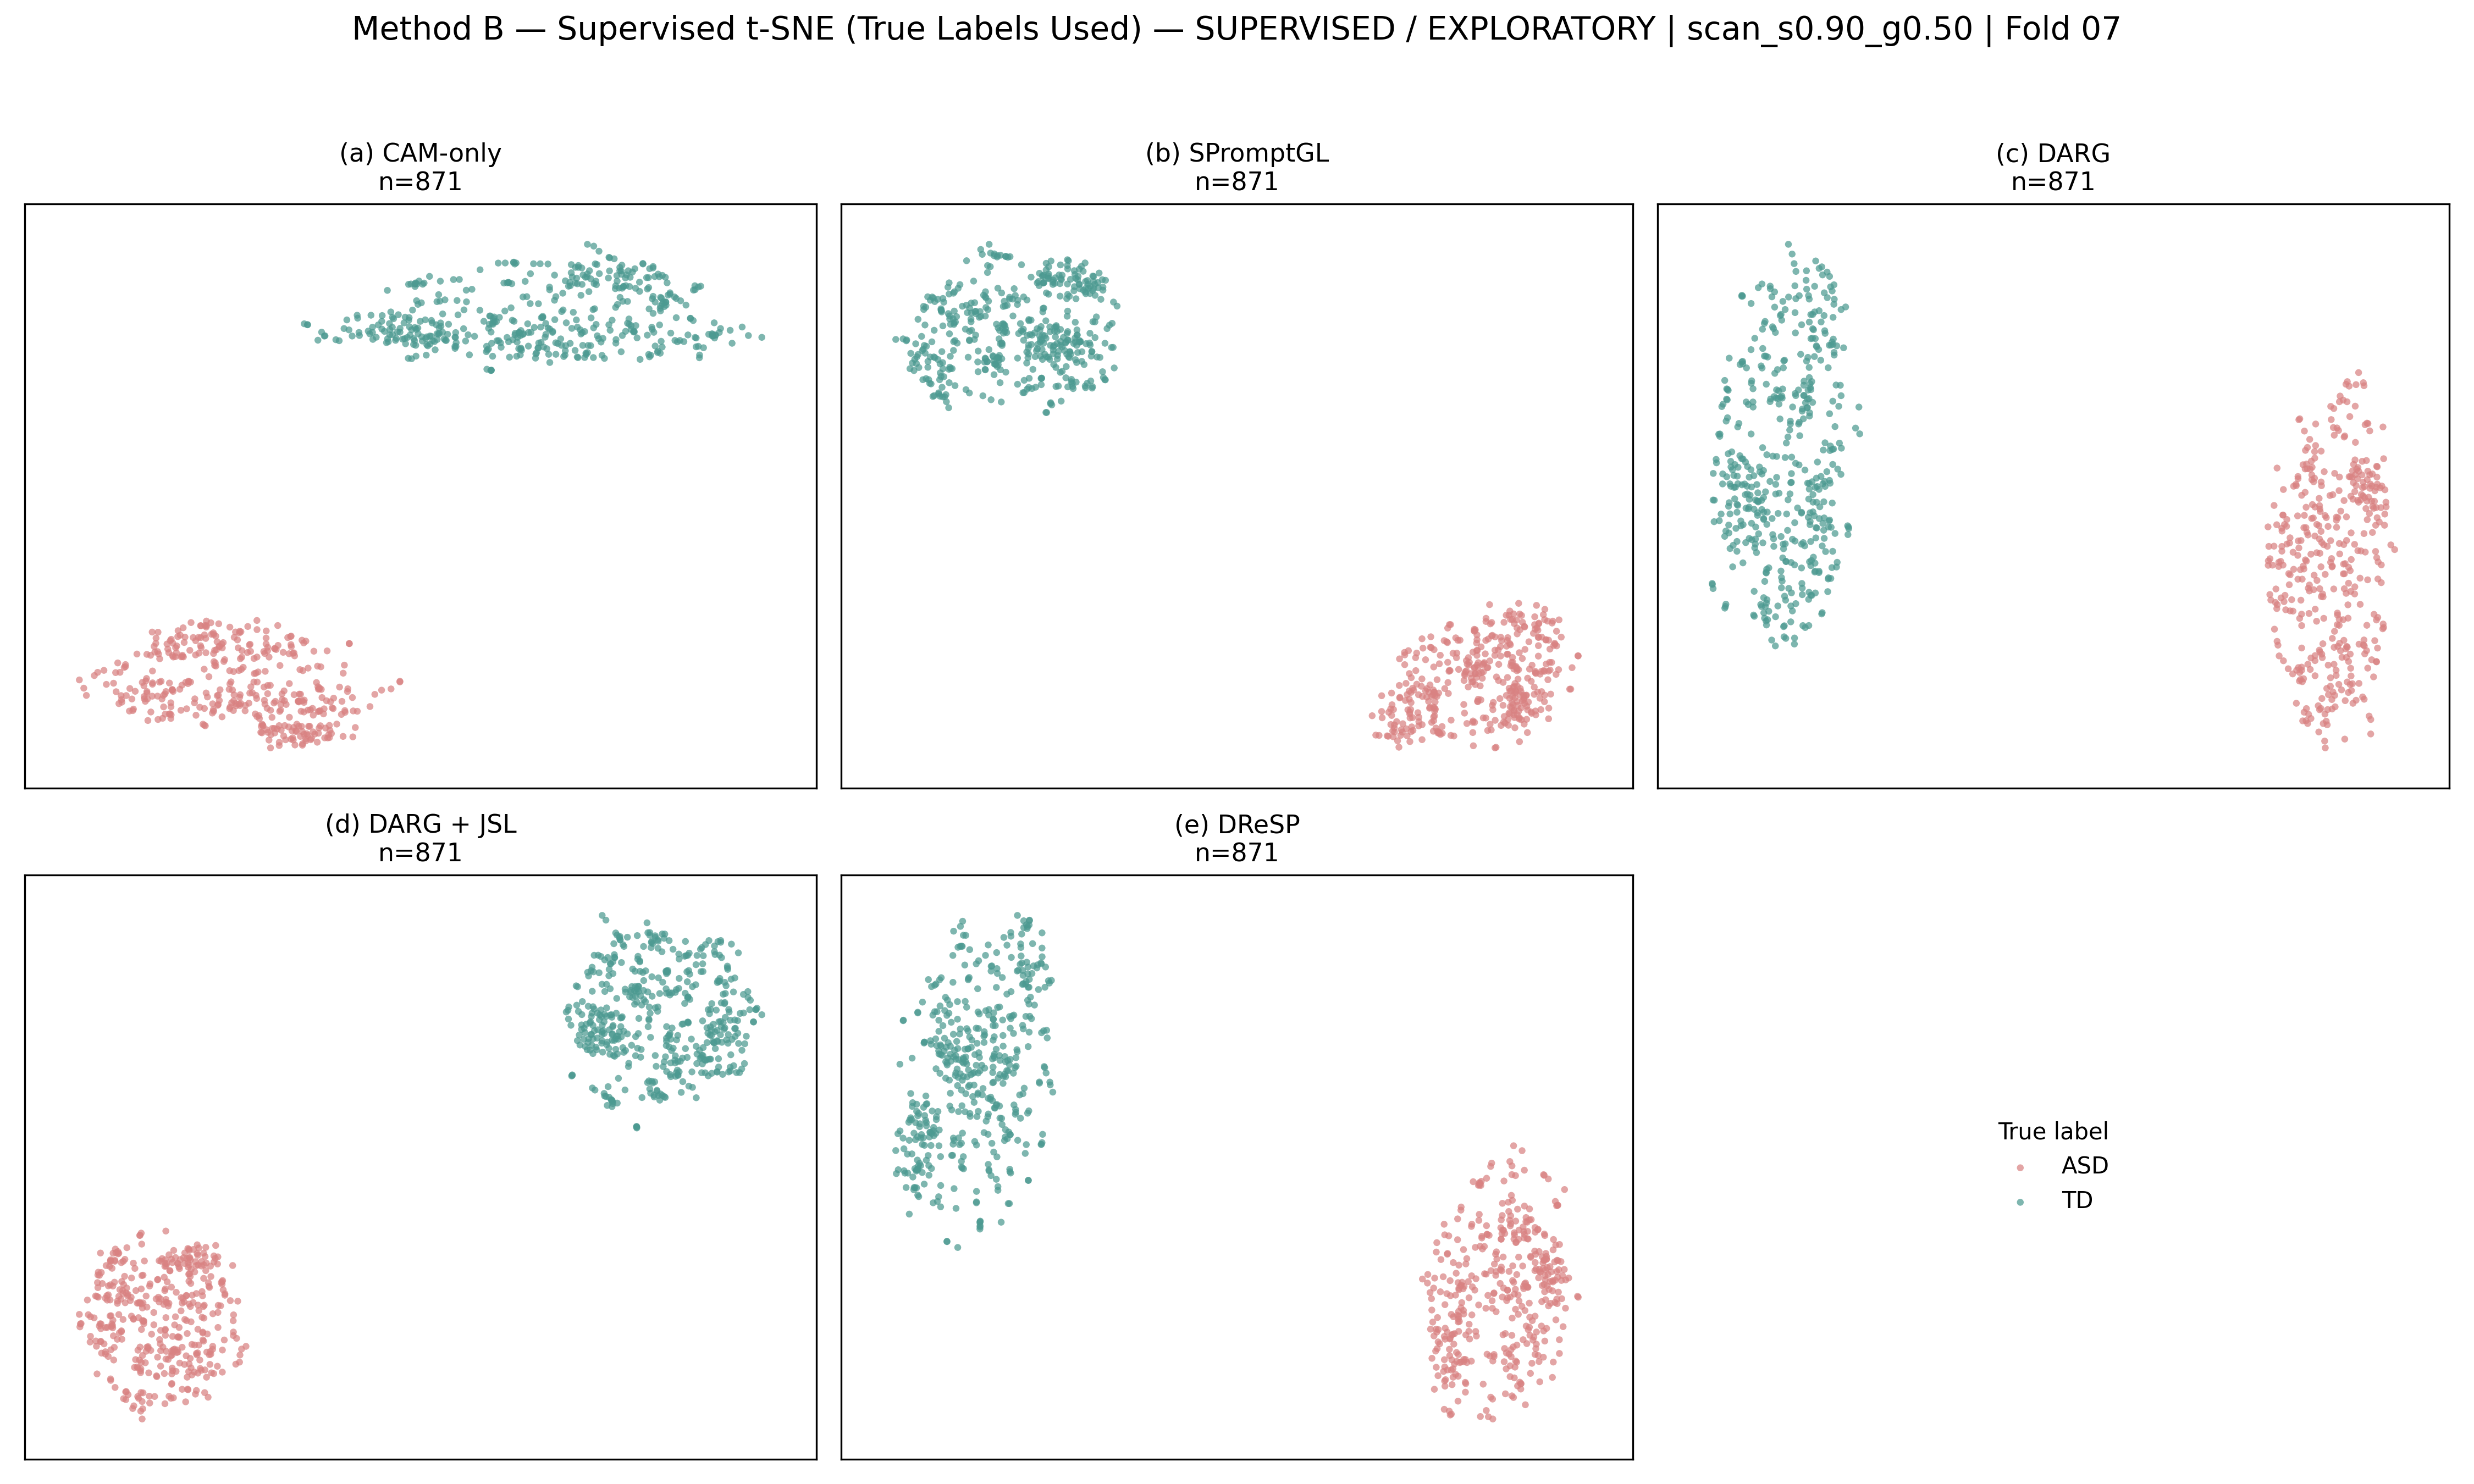 Method B — Supervised t-SNE (True Labels Used) — SUPERVISED / EXPLORATORY | scan_s0.90_g0.50 | Fold 07
(a) CAM-only
n=871
(b) SPromptGL
n=871
(c) DARG
n=871
(d) DARG + JSL
n=871
(e) DReSP
n=871
True label
ASD
TD